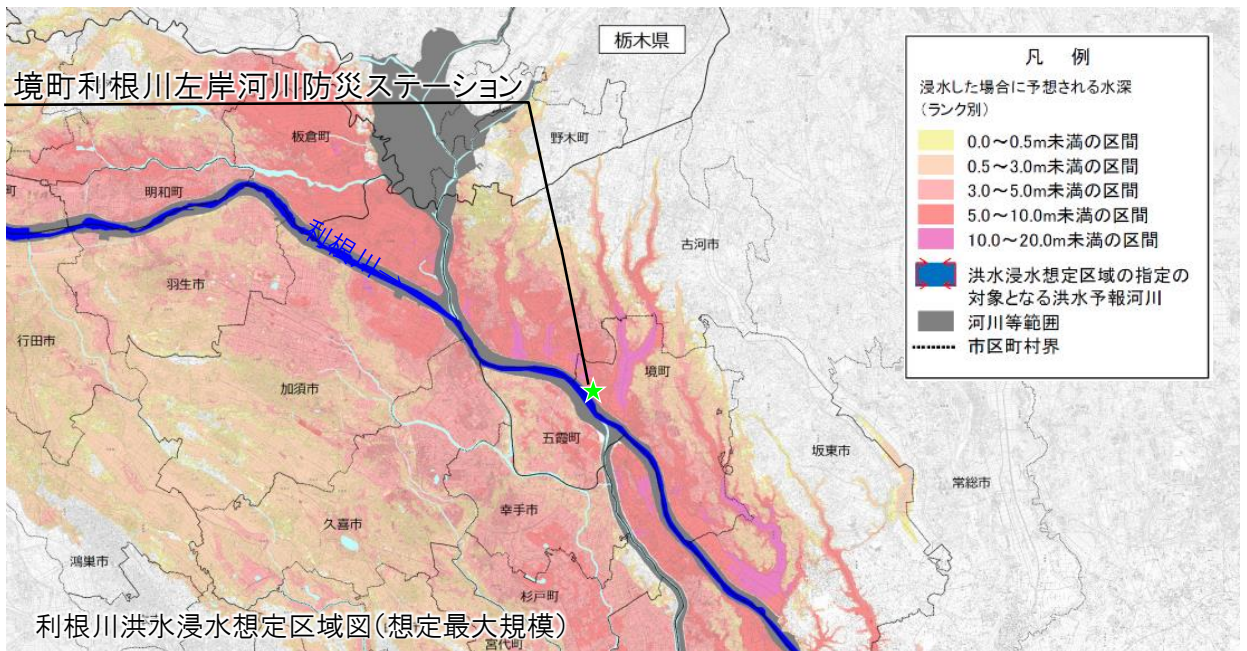 栃木県
境町利根川左岸河川防災ステーション
板倉町
野木町
町
明和町
利根川
古河市
羽生市
行田市
加須市
境町
五霞町
坂東市
常総市
幸手市
久喜市
鴻巣市
杉戸町
宮代町
利根川洪水浸水想定区域図(想定最大規模)
凡 例
浸水した場合に予想される水深
(ランク別)
0.0~0.5m未満の区間
0.5~3.0m未満の区間
3.0~5.0m未満の区間
5.0~10.0m未満の区間
10.0~20.0m未満の区間
洪水浸水想定区域の指定の
対象となる洪水予報河川
河川等範囲
市区町村界